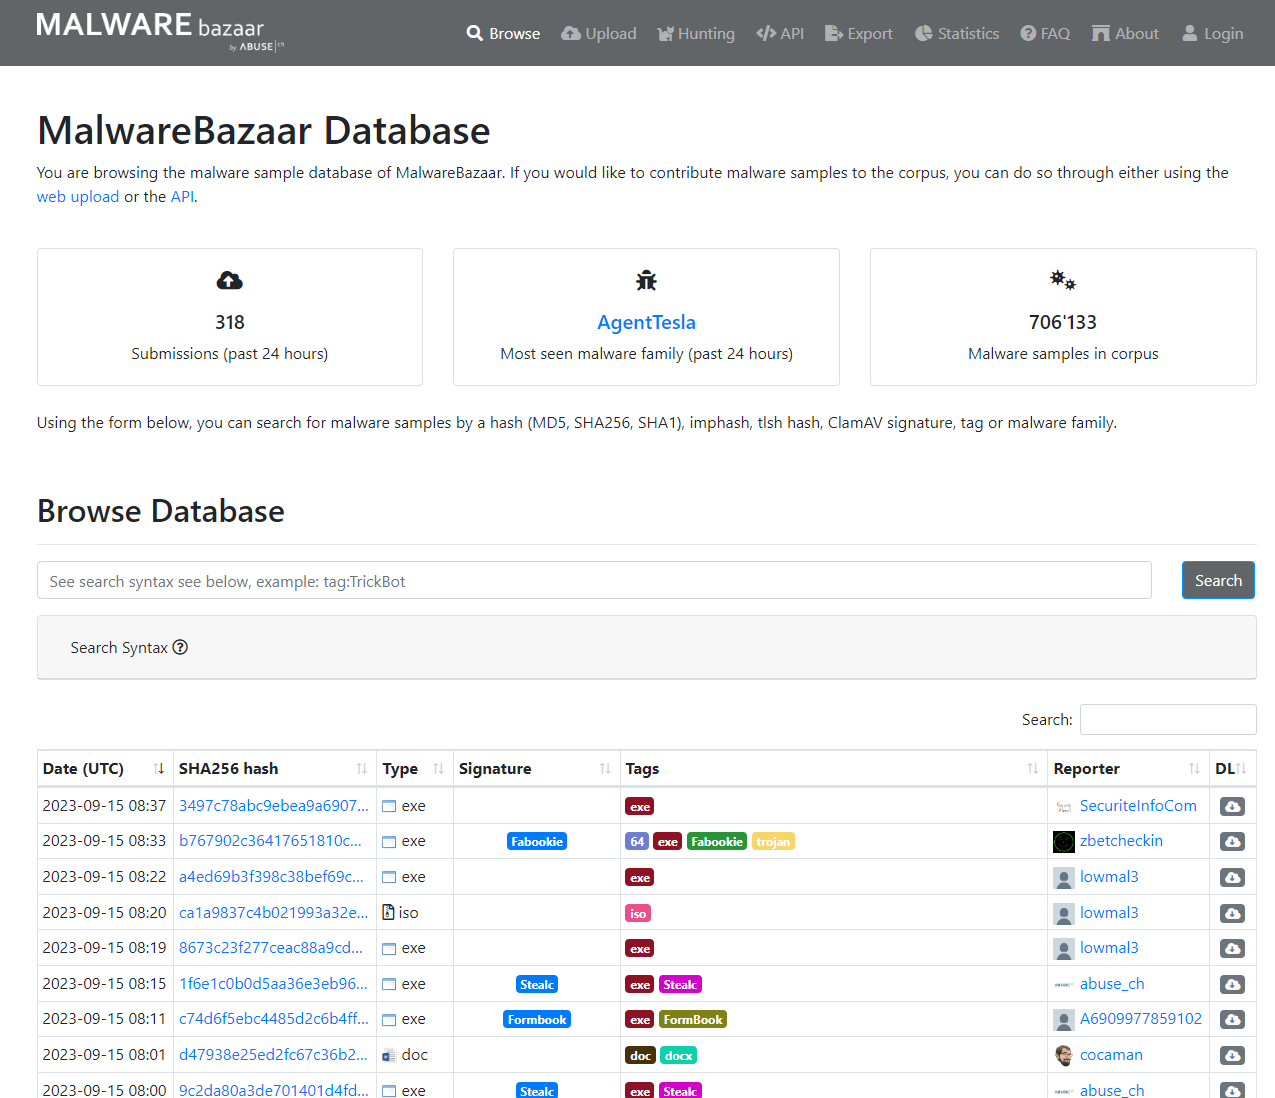 MALWARE bazaar
by ABUSE|ch
Browse Upload Hunting API Export Statistics FAQ About Login
MalwareBazaar Database
You are browsing the malware sample database of MalwareBazaar. If you would like to contribute malware samples to the corpus, you can do so through either using the
web upload or the API.
318
Submissions (past 24 hours)
AgentTesla
Most seen malware family (past 24 hours)
706'133
Malware samples in corpus
Using the form below, you can search for malware samples by a hash (MD5, SHA256, SHA1), imphash, tlsh hash, ClamAV signature, tag or malware family.
Browse Database
See search syntax see below, example: tag:TrickBot
Search
Search Syntax
Search:
Date (UTC) SHA256 hash Type Signature Tags Reporter DL
2023-09-15 08:37 3497c78abc9ebea9a6907... exe exe SecuriteInfoCom
2023-09-15 08:33 b767902c36417651810c... exe Fabookie 64 exe Fabookie trojan zbetcheckin
2023-09-15 08:22 a4ed69b3f398c38bef69c... exe exe lowmal3
2023-09-15 08:20 ca1a9837c4b021993a32e... iso iso lowmal3
2023-09-15 08:19 8673c23f277ceac88a9cd... exe exe lowmal3
2023-09-15 08:15 1f6e1c0b0d5aa36e3eb96... exe Stealc exe Stealc abuse_ch
2023-09-15 08:11 c74d6f5ebc4485d2c6b4ff... exe Formbook exe FormBook A6909977859102
2023-09-15 08:01 d47938e25ed2fc67c36b2... doc doc docx cocaman
2023-09-15 08:00 9c2da80a3de701401d4fd... exe Stealc exe Stealc abuse_ch